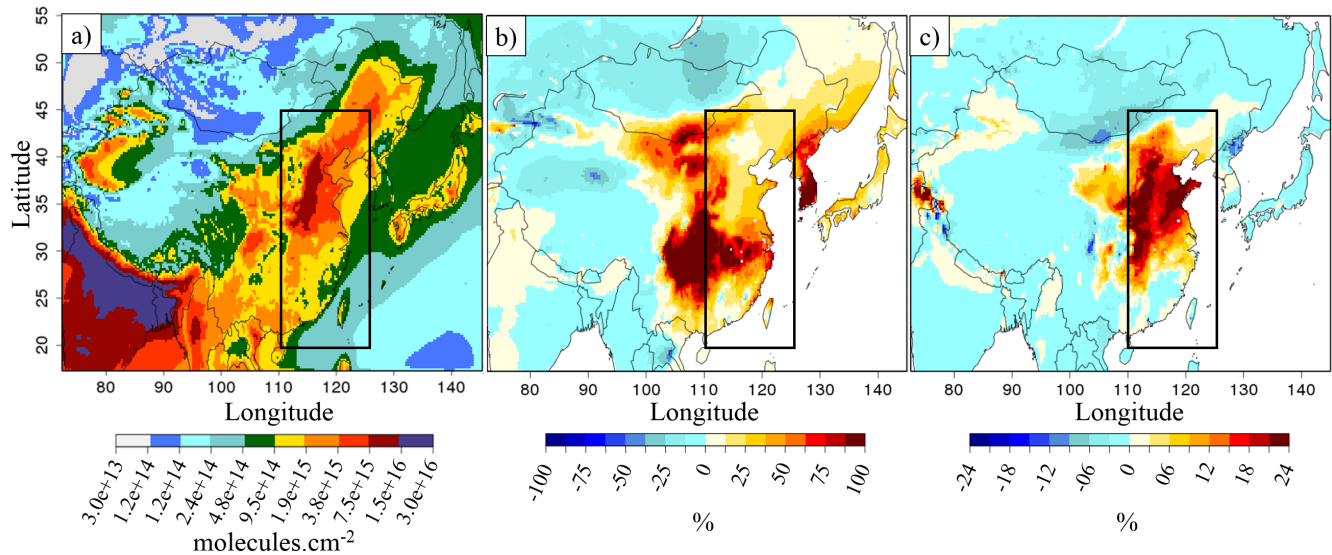 a)
b)
c)
Latitude
55
50
45
40
35
30
25
20
80 90 100 110 120 130 140
80 90 100 110 120 130 140
80 90 100 110 120 130 140
Longitude
Longitude
Longitude
3.0e+13 1.2e+14 1.2e+14 2.4e+14 4.8e+14 9.5e+14 1.9e+15 3.8e+15 7.5e+15 1.5e+16 3.0e+16
molecules.cm-2
-100 -75 -50 -25 0 25 50 75 100
%
-24 -18 -12 -06 0 06 12 18 24
%